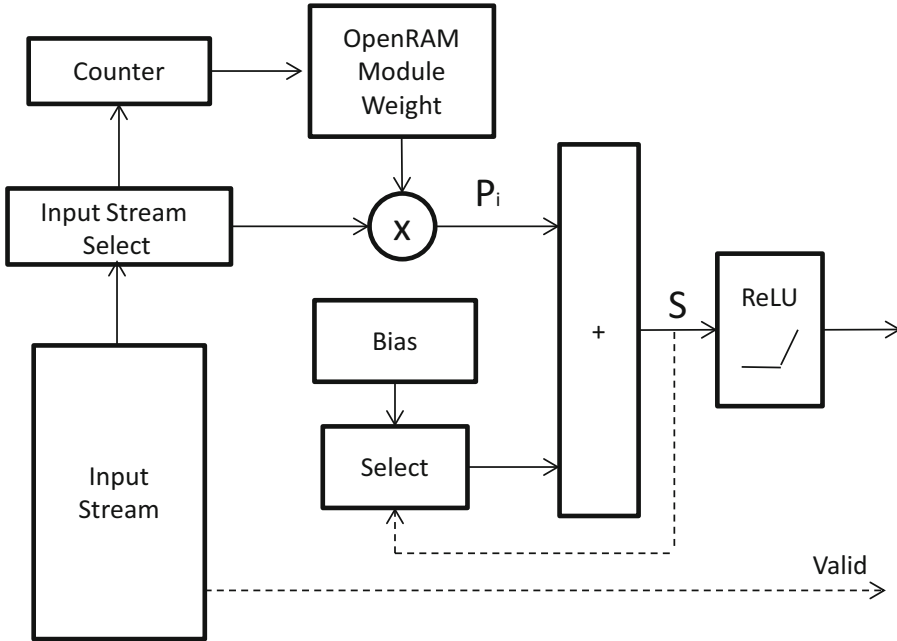 OpenRAM
Module
Weight
Counter
Input Stream
Select
x
Pi
Bias
Select
+
S
ReLU
Input
Stream
Valid